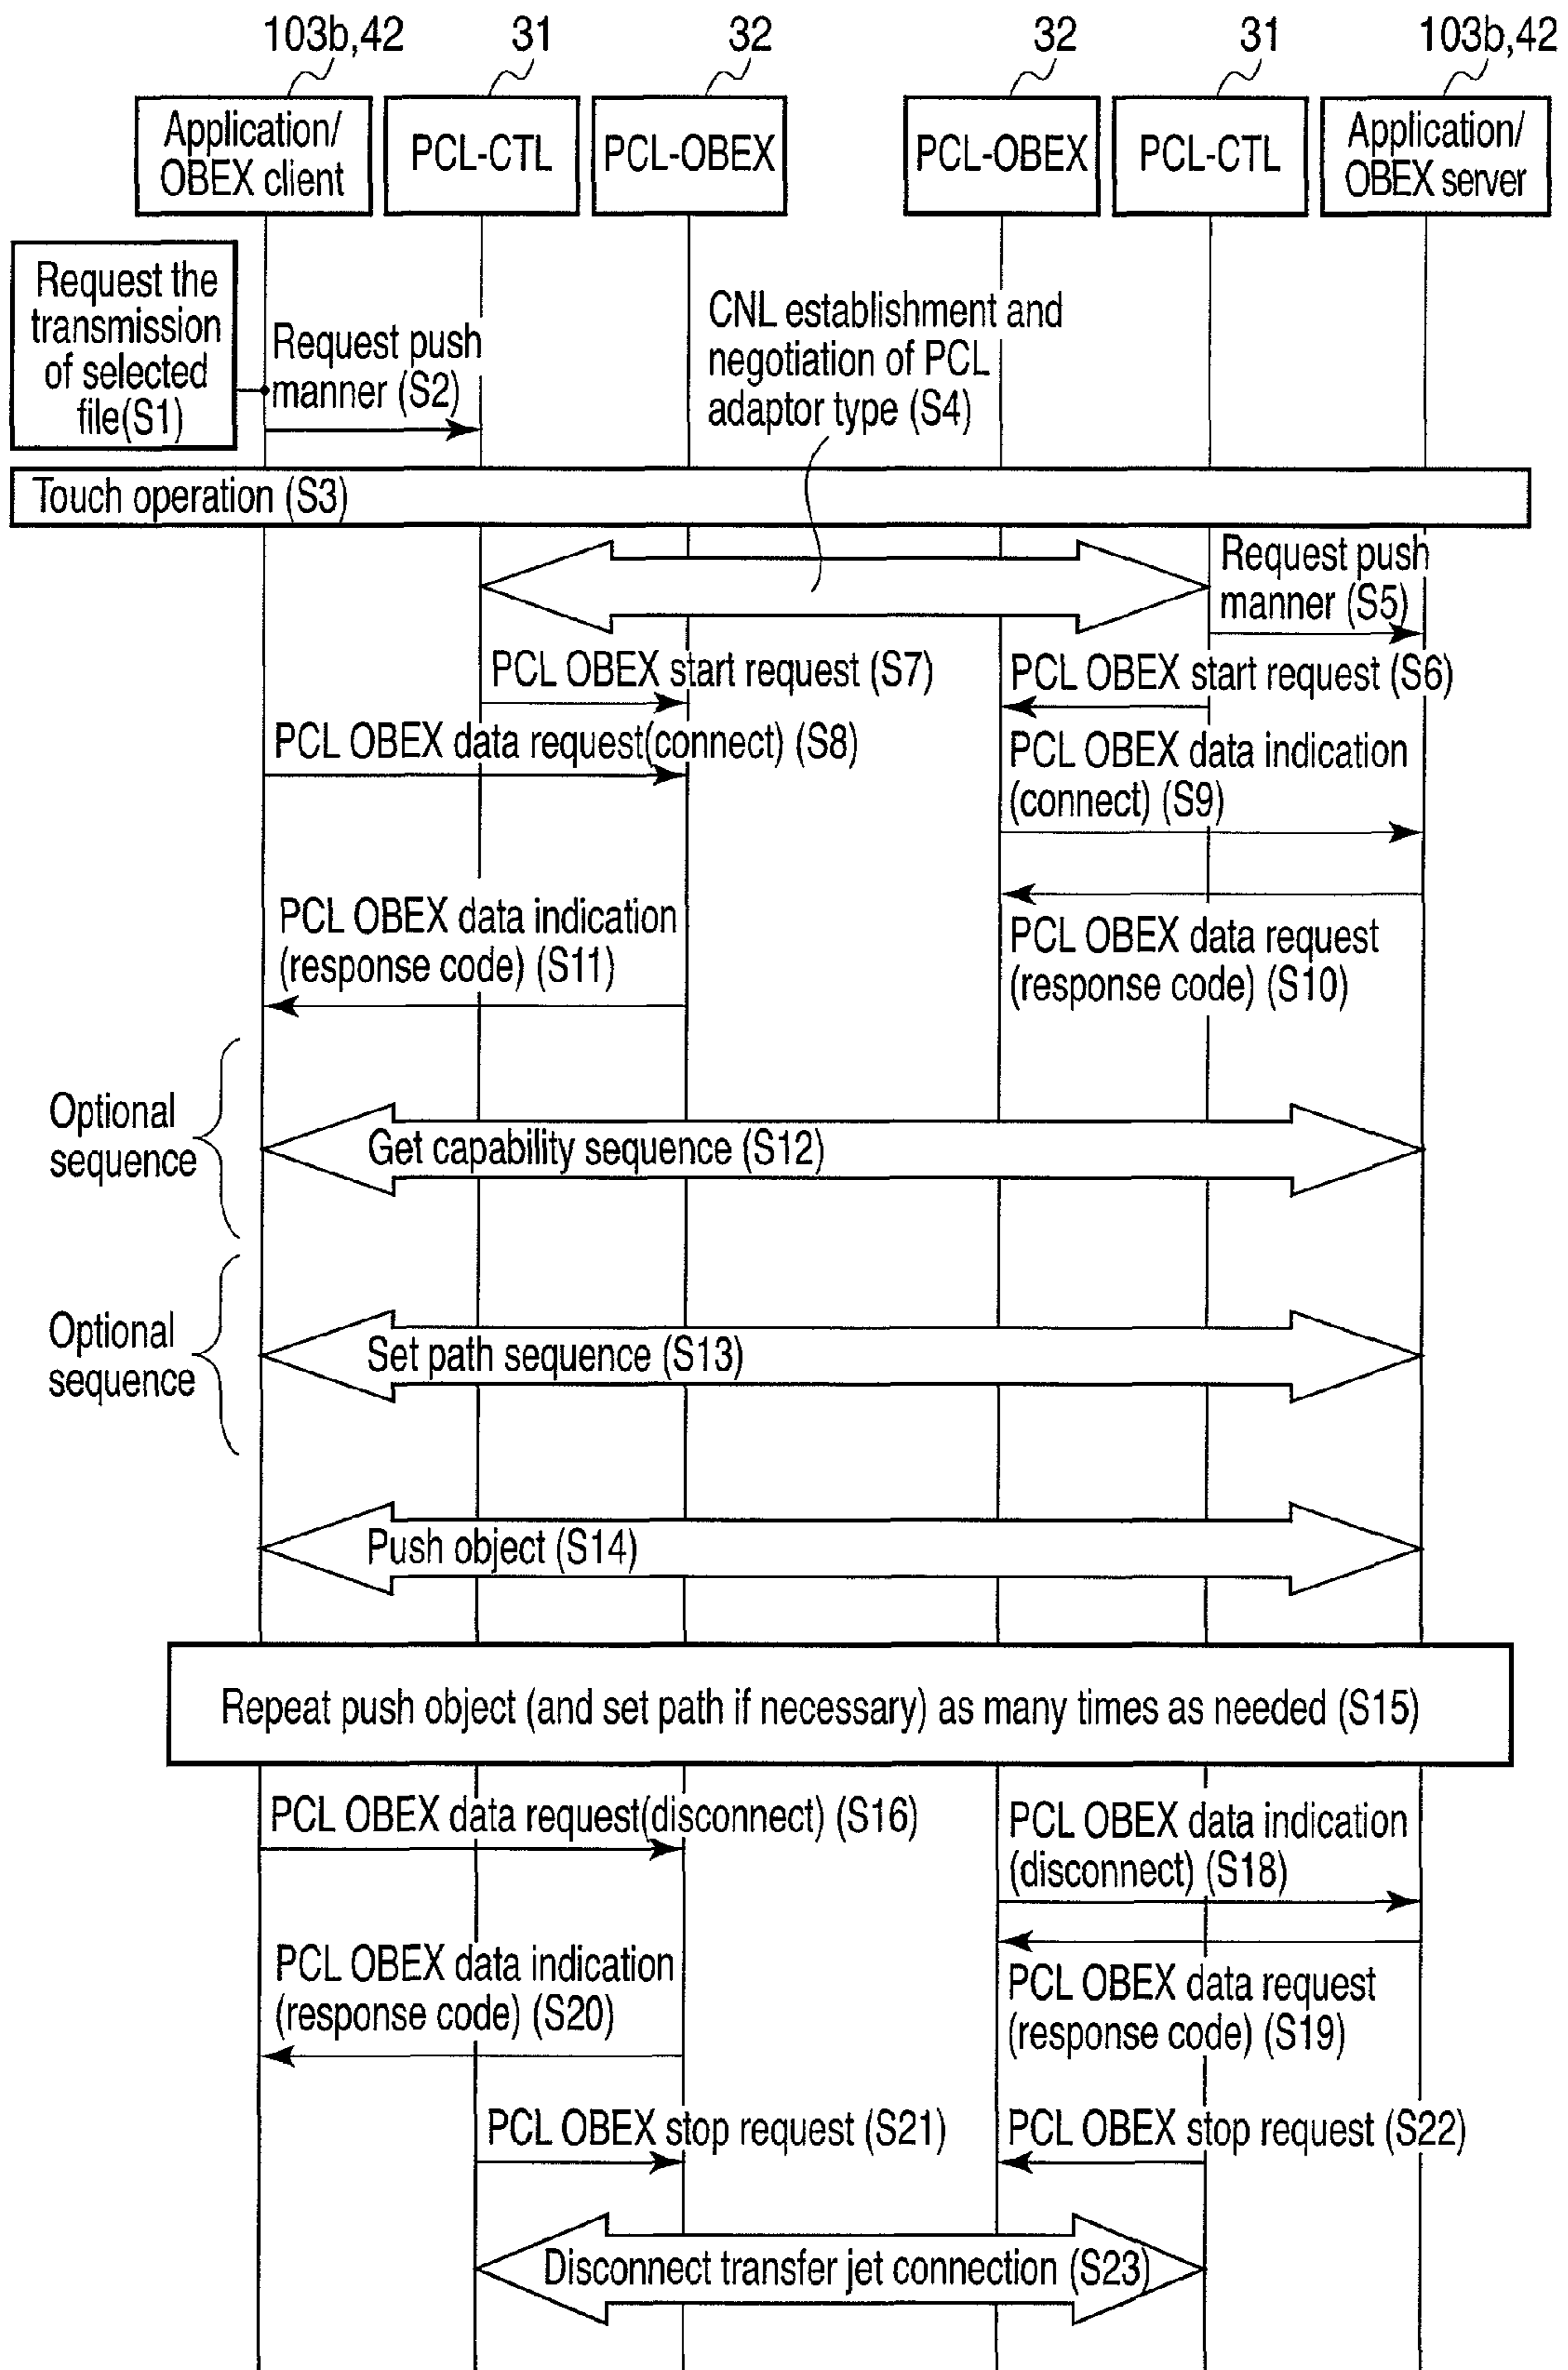 103b,42
31
32
32
31
103b,42
Application/
OBEX client
PCL-CTL
PCL-OBEX
PCL-OBEX
PCL-CTL
Application/
OBEX server
Request the
transmission
of selected
file(S1)
Request push
manner (S2)
CNL establishment and
negotiation of PCL
adaptor type (S4)
Touch operation (S3)
Request push
manner (S5)
PCL OBEX start request (S7)
PCL OBEX start request (S6)
PCL OBEX data request(connect) (S8)
PCL OBEX data indication
(connect) (S9)
PCL OBEX data indication
(response code) (S11)
PCL OBEX data request
(response code) (S10)
Optional
sequence
Get capability sequence (S12)
Optional
sequence
Set path sequence (S13)
Push object (S14)
Repeat push object (and set path if necessary) as many times as needed (S15)
PCL OBEX data request(disconnect) (S16)
PCL OBEX data indication
(disconnect) (S18)
PCL OBEX data indication
(response code) (S20)
PCL OBEX data request
(response code) (S19)
PCL OBEX stop request (S21)
PCL OBEX stop request (S22)
Disconnect transfer jet connection (S23)